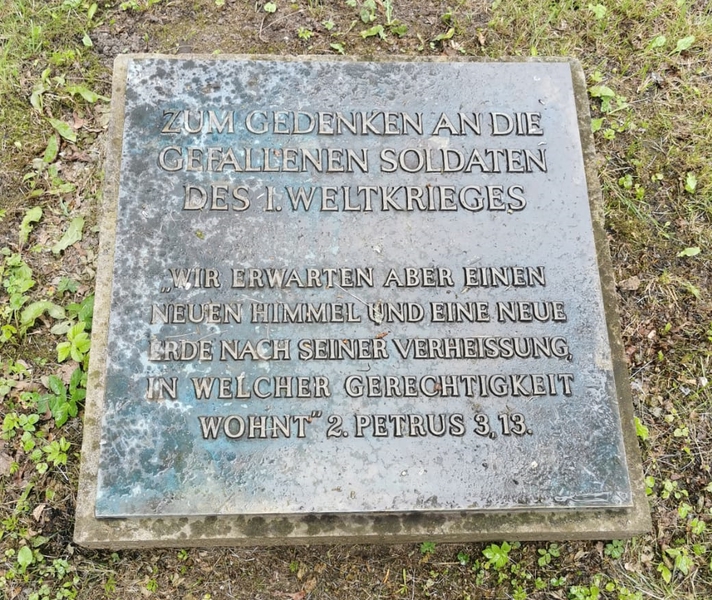 ZUM GEDENKEN AN DIE
GEFALLENEN SOLDATEN
DES I. WELTKRIEGES
„WIR ERWARTEN ABER EINEN
NEUEN HIMMEL UND EINE NEUE
ERDE NACH SEINER VERHEISSUNG,
IN WELCHER GERECHTIGKEIT
WOHNT" 2. PETRUS 3,13.